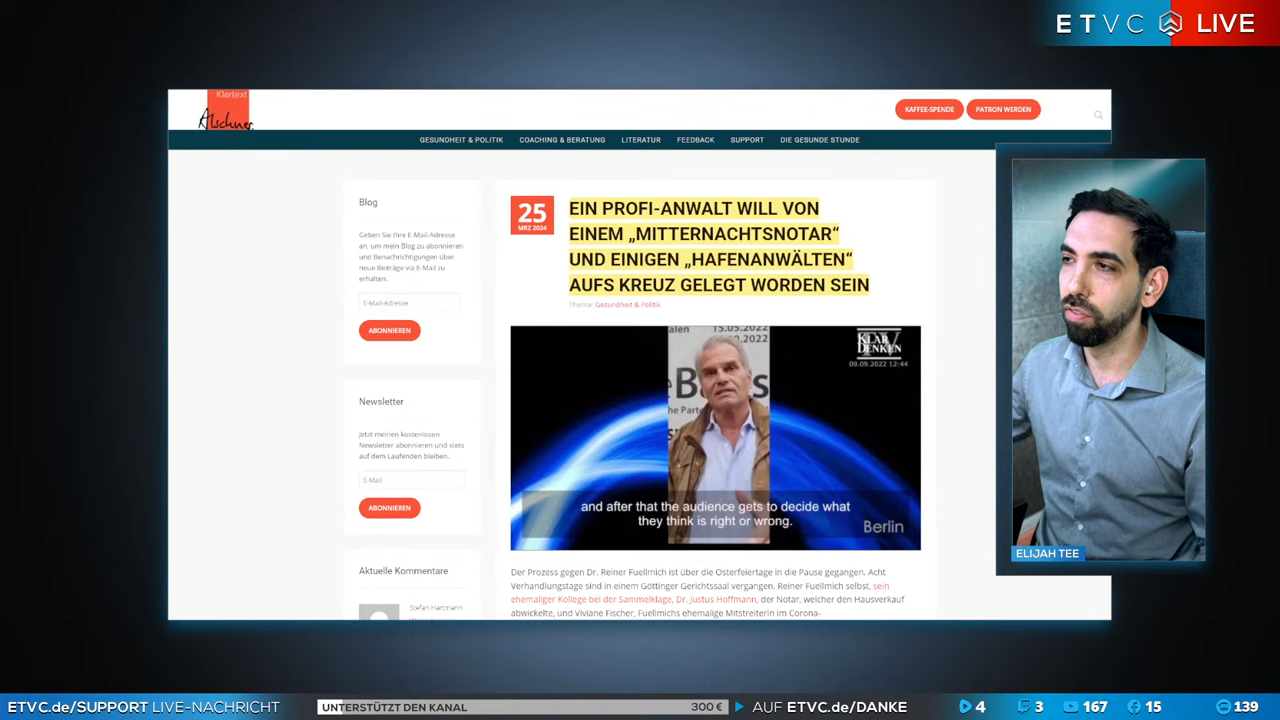 ETVC LIVE
Klartext
Alschner
KAFFEE-SPENDE PATRON WERDEN
GESUNDHEIT & POLITIK COACHING & BERATUNG LITERATUR FEEDBACK SUPPORT DIE GESUNDE STUNDE
Blog
Geben Sie Ihre E-Mail-Adresse
an, um mein Blog zu abonnieren
und Benachrichtigungen über
neue Beiträge via E-Mail zu
erhalten.
E-Mail-Adresse
ABONNIEREN
Newsletter
Jetzt meinen kostenlosen
Newsletter abonnieren und stets
auf dem Laufenden bleiben.
E-Mail
ABONNIEREN
Aktuelle Kommentare
Stefan Hartmann
25
MRZ 2024
EIN PROFI-ANWALT WILL VON
EINEM „MITTERNACHTSNOTAR“
UND EINIGEN „HAFENANWÄLTEN“
AUFS KREUZ GELEGT WORDEN SEIN
Thema: Gesundheit & Politik
alen 15.05.2022
2022
eB
s
he Parte
KLAR
DENKEN
TV
09.09.2022 12:44
and after that the audience gets to decide what
they think is right or wrong.
Berlin
Der Prozess gegen Dr. Reiner Fuellmich ist über die Osterfeiertage in die Pause gegangen. Acht
Verhandlungstage sind in einem Göttinger Gerichtssaal vergangen. Reiner Fuellmich selbst, sein
ehemaliger Kollege bei der Sammelklage, Dr. Justus Hoffmann, der Notar, welcher den Hausverkauf
abwickelte, und Viviane Fischer, Fuellmichs ehemalige Mitstreiterin im Corona-
ELIJAH TEE
ETVC.de/SUPPORT LIVE-NACHRICHT
UNTERSTÜTZT DEN KANAL 300 €
AUF ETVC.de/DANKE
4 3 167 15 139